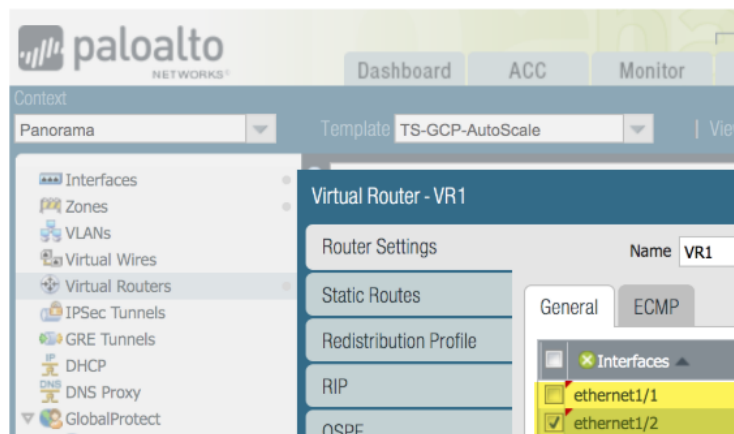 paloalto
NETWORKS®
Dashboard ACC Monitor
Context
Panorama
Template TS-GCP-AutoScale
Interfaces
Zones
VLANs
Virtual Wires
Virtual Routers
IPSec Tunnels
GRE Tunnels
DHCP
DNS Proxy
GlobalProtect
Virtual Router - VR1
Router Settings
Static Routes
Redistribution Profile
RIP
OSPF
Name VR1
General ECMP
Interfaces
ethernet1/1
ethernet1/2